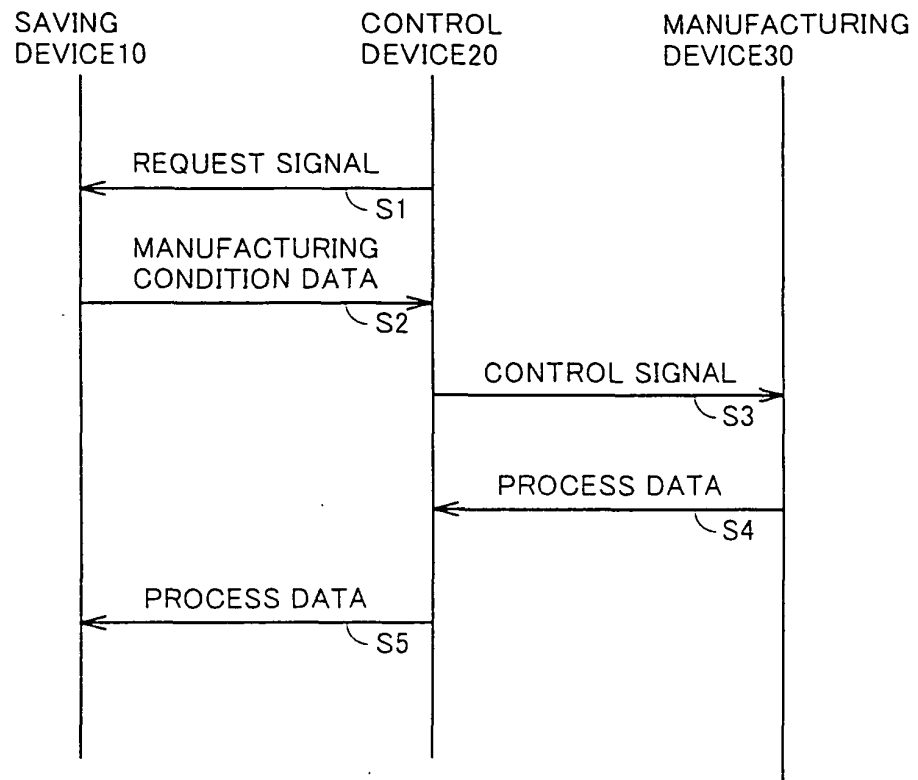 SAVING
DEVICE10
CONTROL
DEVICE20
MANUFACTURING
DEVICE30
REQUEST SIGNAL
S1
MANUFACTURING
CONDITION DATA
S2
CONTROL SIGNAL
S3
PROCESS DATA
S4
PROCESS DATA
S5